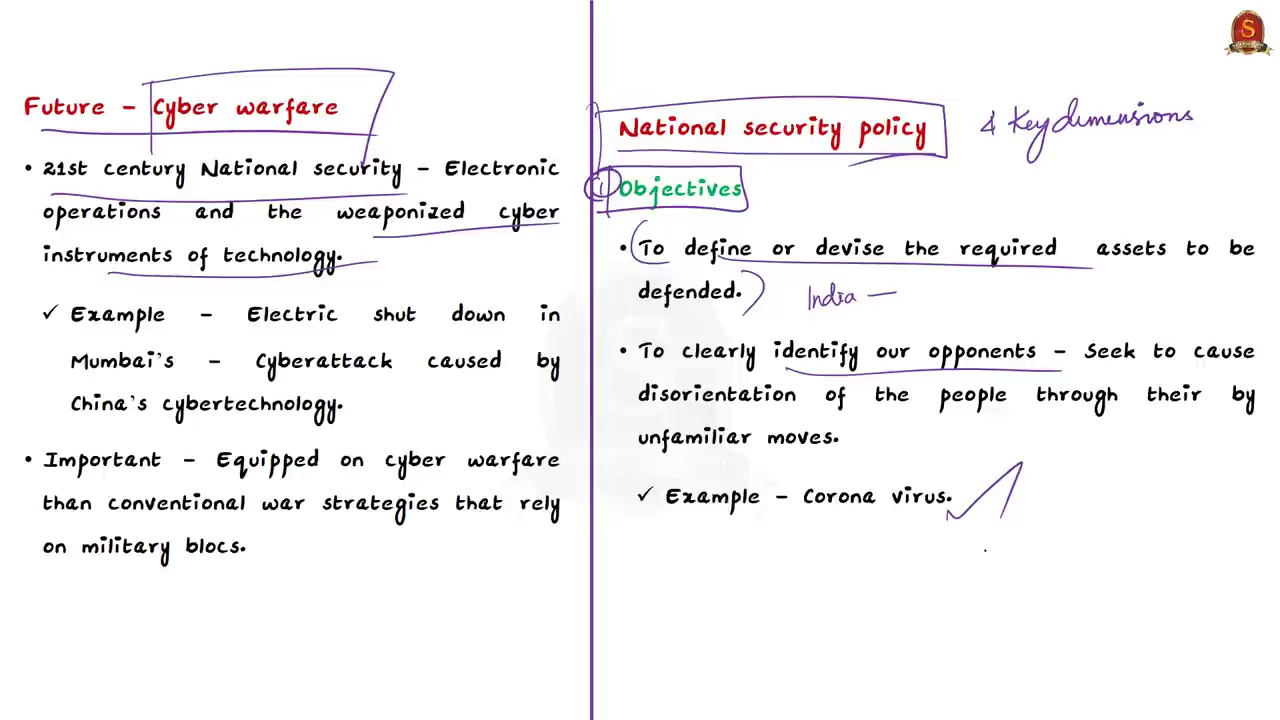 Future - Cyber warfare
• 21st century National security - Electronic
operations and the weaponized cyber
instruments of technology.
✓ Example - Electric shut down in
Mumbai's - Cyberattack caused by
China's cybertechnology.
• Important - Equipped on cyber warfare
than conventional war strategies that rely
on military blocs.
National security policy
4 Key dimensions
1 Objectives
• To define or devise the required assets to be
defended.
India -
• To clearly identify our opponents - Seek to cause
disorientation of the people through their by
unfamiliar moves.
✓ Example - Corona virus.
S